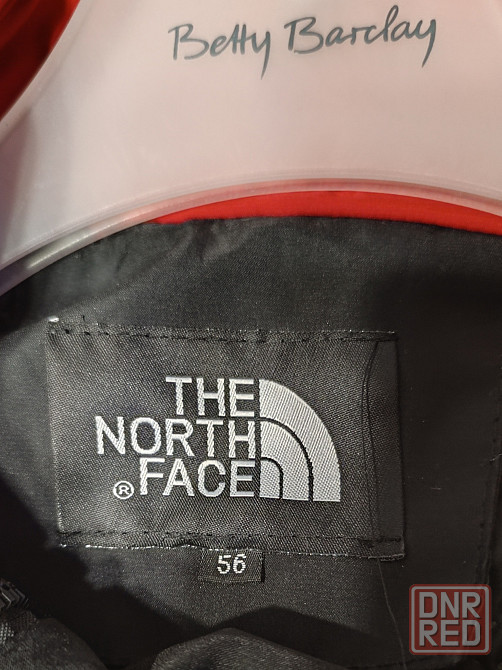 Betty Barclay
THE
NORTH
® FACE
56
DNR
RED